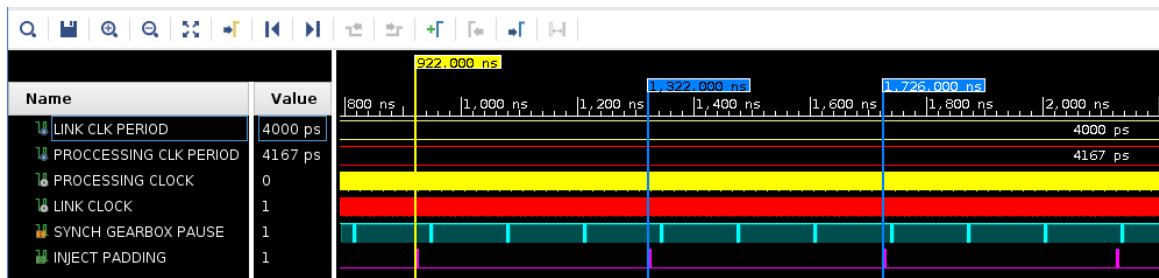 922.000 ns
1,322.000 ns
1,726.000 ns
Name
Value
800 ns
1,000 ns
1,200 ns
1,400 ns
1,600 ns
1,800 ns
2,000 ns
LINK CLK PERIOD
4000 ps
4000 ps
PROCCESSING CLK PERIOD
4167 ps
4167 ps
PROCESSING CLOCK
0
LINK CLOCK
1
SYNCH GEARBOX PAUSE
1
INJECT PADDING
1